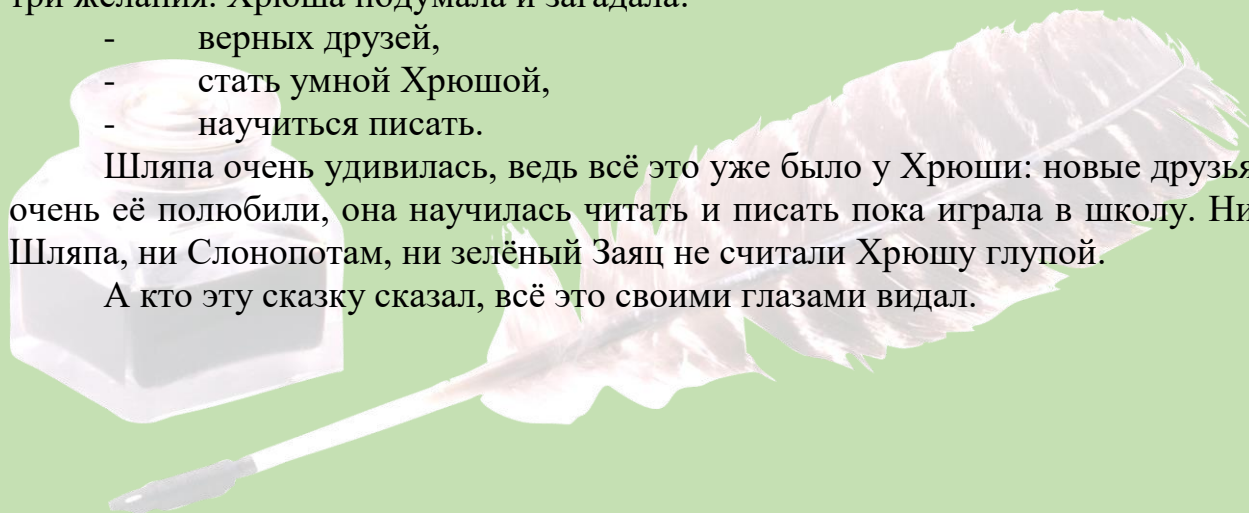 три желания. Хрюша подумала и загадала:
- верных друзей,
- стать умной Хрюшой,
- научиться писать.
Шляпа очень удивилась, ведь всё это уже было у Хрюши: новые друзья
очень её полюбили, она научилась читать и писать пока играла в школу. Ни
Шляпа, ни Слонопотам, ни зелёный Заяц не считали Хрюшу глупой.
А кто эту сказку сказал, всё это своими глазами видал.